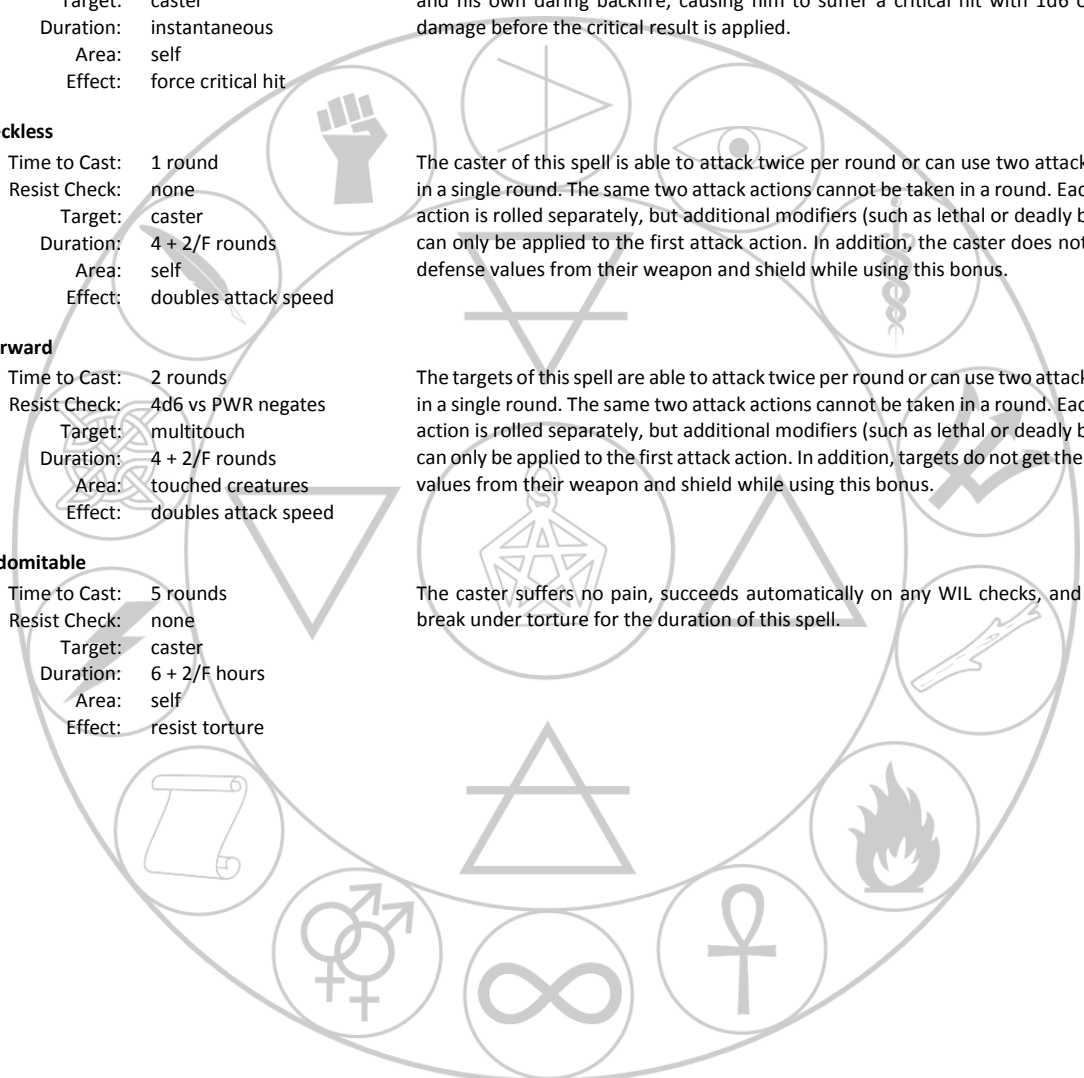 Target: caster
Duration: instantaneous
Area: self
Effect: force critical hit
and his own daring backfire, causing him to suffer a critical hit with 1d6 
damage before the critical result is applied.
eckless
Time to Cast: 1 round
Resist Check: none
Target: caster
Duration: 4 + 2/F rounds
Area: self
Effect: doubles attack speed
The caster of this spell is able to attack twice per round or can use two attack
in a single round. The same two attack actions cannot be taken in a round. Eac
action is rolled separately, but additional modifiers (such as lethal or deadly b
can only be applied to the first attack action. In addition, the caster does not
defense values from their weapon and shield while using this bonus.
rward
Time to Cast: 2 rounds
Resist Check: 4d6 vs PWR negates
Target: multitouch
Duration: 4 + 2/F rounds
Area: touched creatures
Effect: doubles attack speed
The targets of this spell are able to attack twice per round or can use two attack
in a single round. The same two attack actions cannot be taken in a round. Eac
action is rolled separately, but additional modifiers (such as lethal or deadly b
can only be applied to the first attack action. In addition, targets do not get the
values from their weapon and shield while using this bonus.
domitable
Time to Cast: 5 rounds
Resist Check: none
Target: caster
Duration: 6 + 2/F hours
Area: self
Effect: resist torture
The caster suffers no pain, succeeds automatically on any WIL checks, and
break under torture for the duration of this spell.